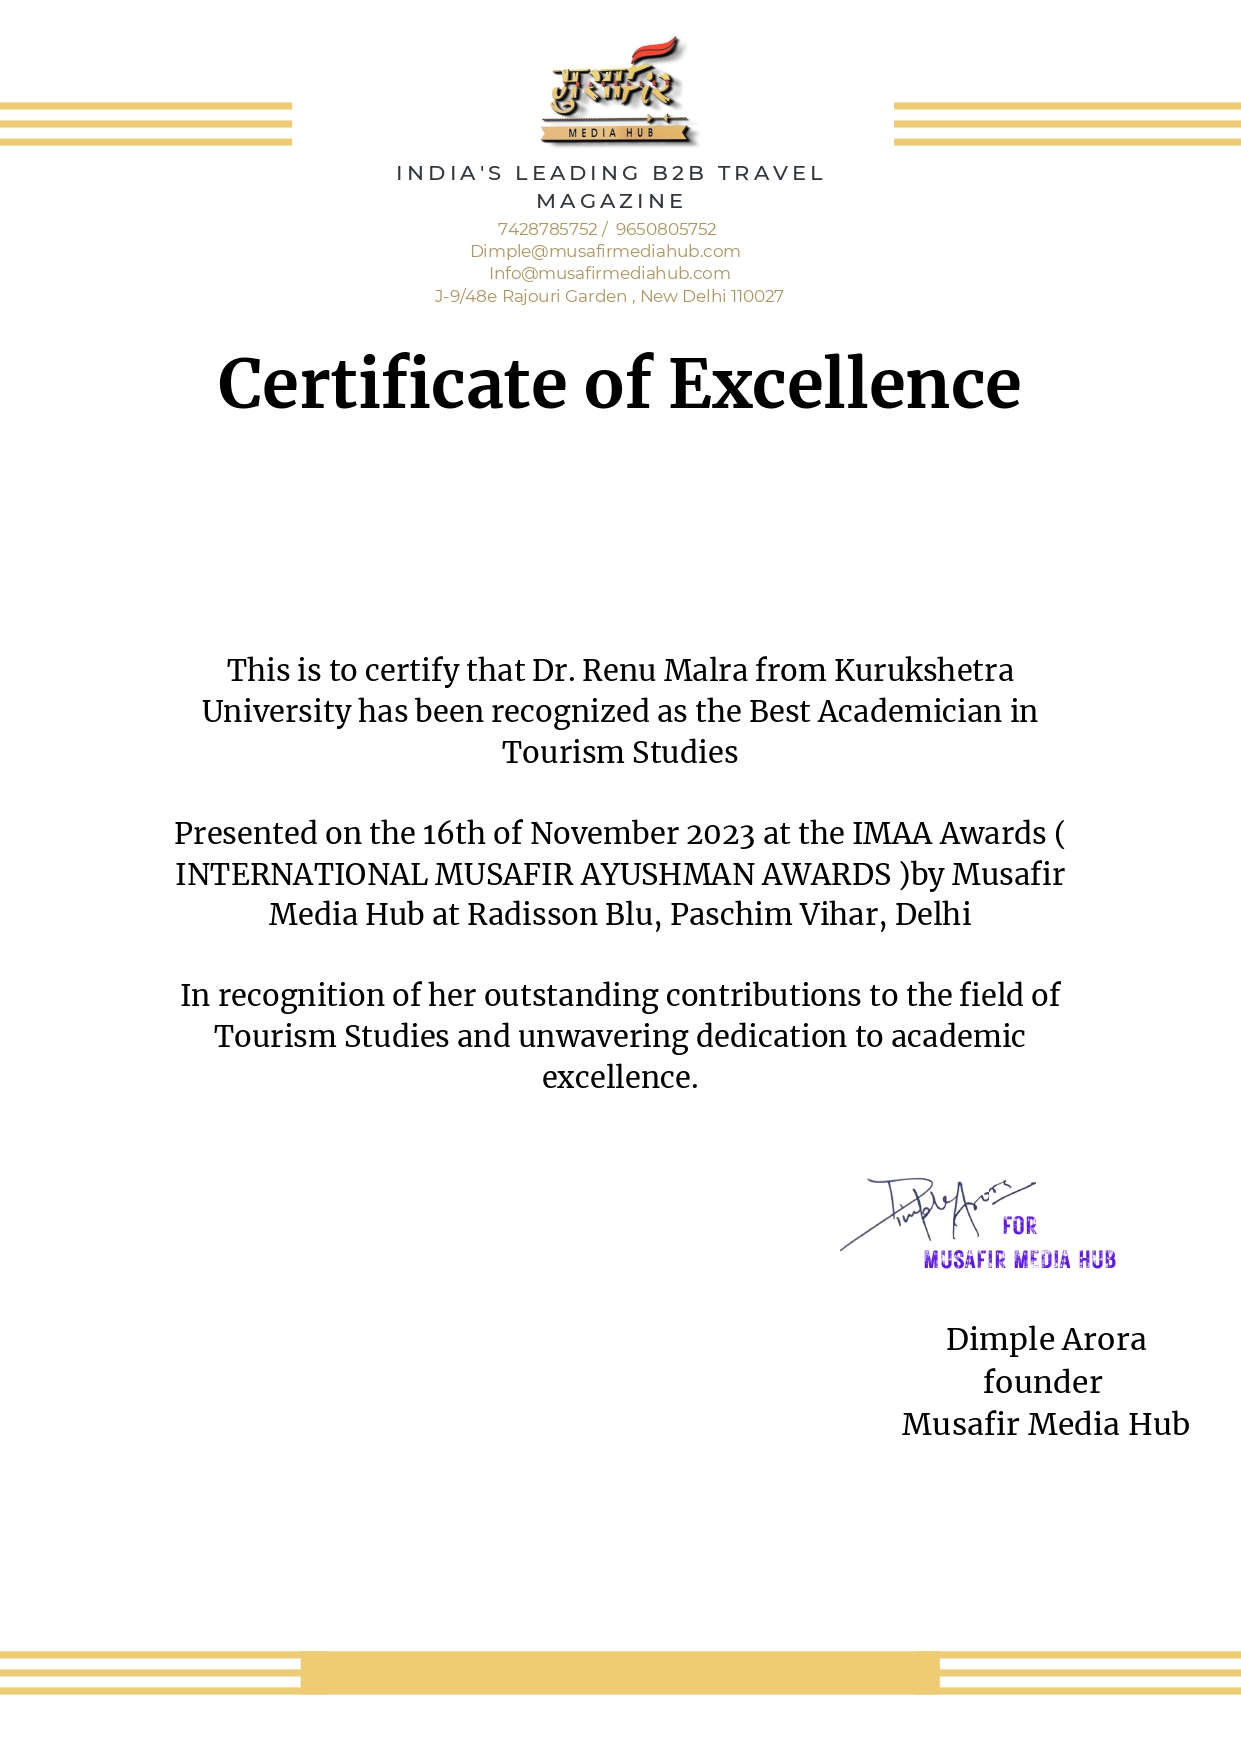 मुसाफ़िर
MEDIA HUB
INDIA'S LEADING B2B TRAVEL
MAGAZINE
7428785752 / 9650805752
Dimple@musafirmediahub.com
Info@musafirmediahub.com
J-9/48e Rajouri Garden , New Delhi 110027
Certificate of Excellence
This is to certify that Dr. Renu Malra from Kurukshetra
University has been recognized as the Best Academician in
Tourism Studies
Presented on the 16th of November 2023 at the IMAA Awards (
INTERNATIONAL MUSAFIR AYUSHMAN AWARDS )by Musafir
Media Hub at Radisson Blu, Paschim Vihar, Delhi
In recognition of her outstanding contributions to the field of
Tourism Studies and unwavering dedication to academic
excellence.
Dimple Arora
FOR
MUSAFIR MEDIA HUB
Dimple Arora
founder
Musafir Media Hub